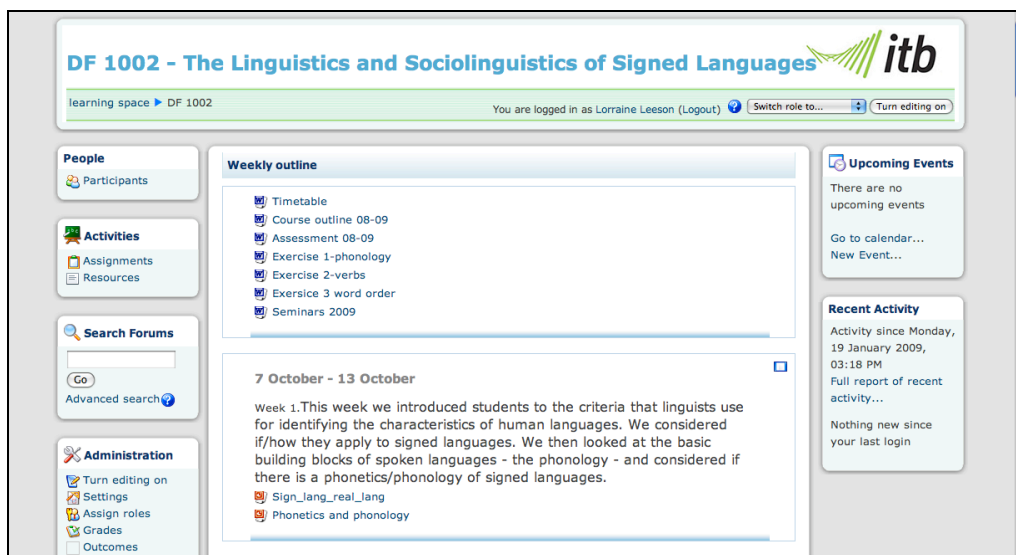 DF 1002 - The Linguistics and Sociolinguistics of Signed Languages
itb
learning space ► DF 1002
You are logged in as Lorraine Leeson (Logout)
Switch role to...
Turn editing on
People
Participants
Activities
Assignments
Resources
Search Forums
Go
Advanced search
Administration
Turn editing on
Settings
Assign roles
Grades
Outcomes
Weekly outline
Timetable
Course outline 08-09
Assessment 08-09
Exercise 1-phonology
Exercise 2-verbs
Exersice 3 word order
Seminars 2009
7 October - 13 October
Week 1.This week we introduced students to the criteria that linguists use
for identifying the characteristics of human languages. We considered
if/how they apply to signed languages. We then looked at the basic
building blocks of spoken languages - the phonology - and considered if
there is a phonetics/phonology of signed languages.
Sign_lang_real_lang
Phonetics and phonology
Upcoming Events
There are no
upcoming events
Go to calendar...
New Event...
Recent Activity
Activity since Monday,
19 January 2009,
03:18 PM
Full report of recent
activity...
Nothing new since
your last login